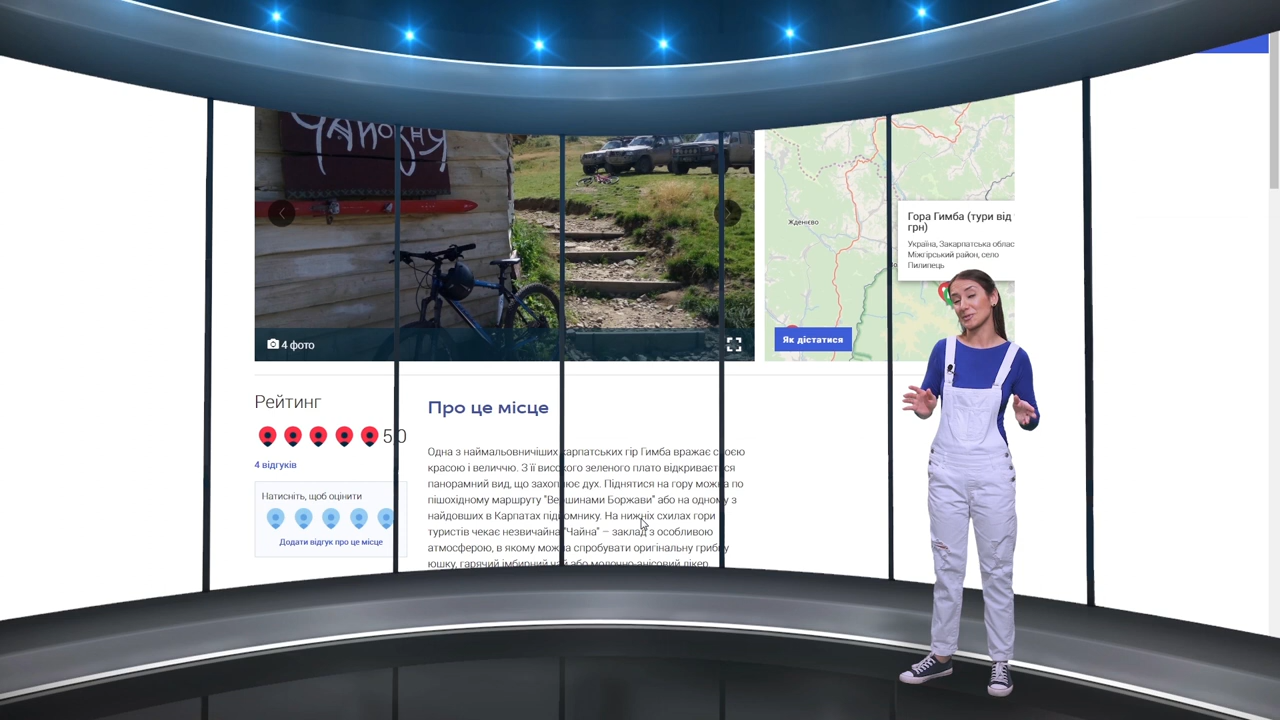 ЧАЙОВНЯ
Жденієво
Гора Гимба (тури від
грн)
Україна, Закарпатська облас
Міжгірський район, село
Пилипець
Як дістатися
4 фото
Рейтинг
5,0
4 відгуків
Натисніть, щоб оцінити
Додати відгук про це місце
Про це місце
Одна з наймальовничіших карпатських гір Гимба вражає своєю
красою і величчю. З її високого зеленого плато відкривається
панорамний вид, що захоплює дух. Піднятися на гору можна по
пішохідному маршруту "Вершинами Боржави" або на одному з
найдовших в Карпатах підйомнику. На нижніх схилах гори
туристів чекає незвичайна "Чайна" – заклад з особливою
атмосферою, в якому можна спробувати оригінальну грибну
юшку, гарячий імбирний чай або молочно-анісовий лікер.